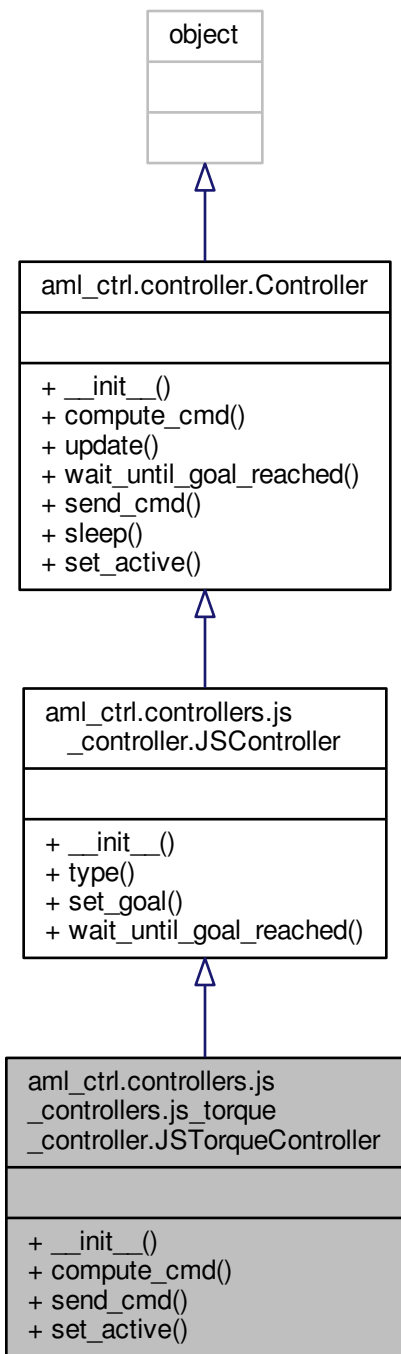 object
aml_ctrl.controller.Controller
+ __init__()
+ compute_cmd()
+ update()
+ wait_until_goal_reached()
+ send_cmd()
+ sleep()
+ set_active()
aml_ctrl.controllers.js
_controller.JSController
+ __init__()
+ type()
+ set_goal()
+ wait_until_goal_reached()
aml_ctrl.controllers.js
_controllers.js_torque
_controller.JSTorqueController
+ __init__()
+ compute_cmd()
+ send_cmd()
+ set_active()